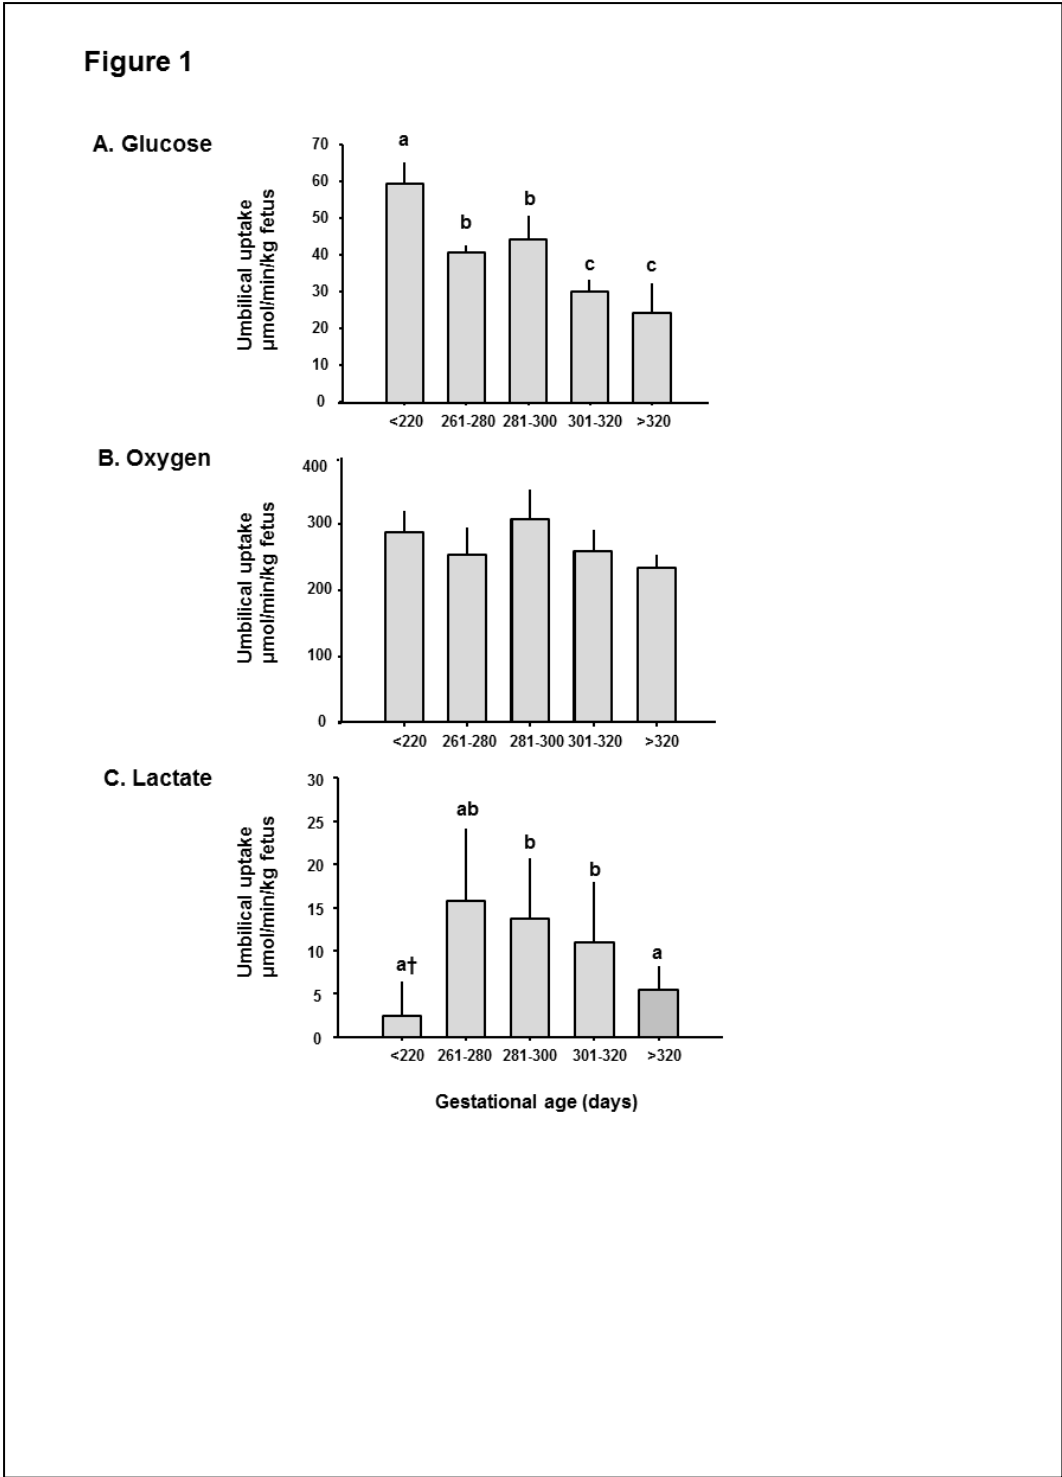 Figure 1
A. Glucose
Umbilical uptake
µmol/min/kg fetus
70
60
50
40
30
20
10
0
a
b
b
c
c
<220 261-280 281-300 301-320 >320
B. Oxygen
Umbilical uptake
µmol/min/kg fetus
400
300
200
100
0
<220 261-280 281-300 301-320 >320
C. Lactate
Umbilical uptake
µmol/min/kg fetus
30
25
20
15
10
5
0
a†
ab
b
b
a
<220 261-280 281-300 301-320 >320
Gestational age (days)